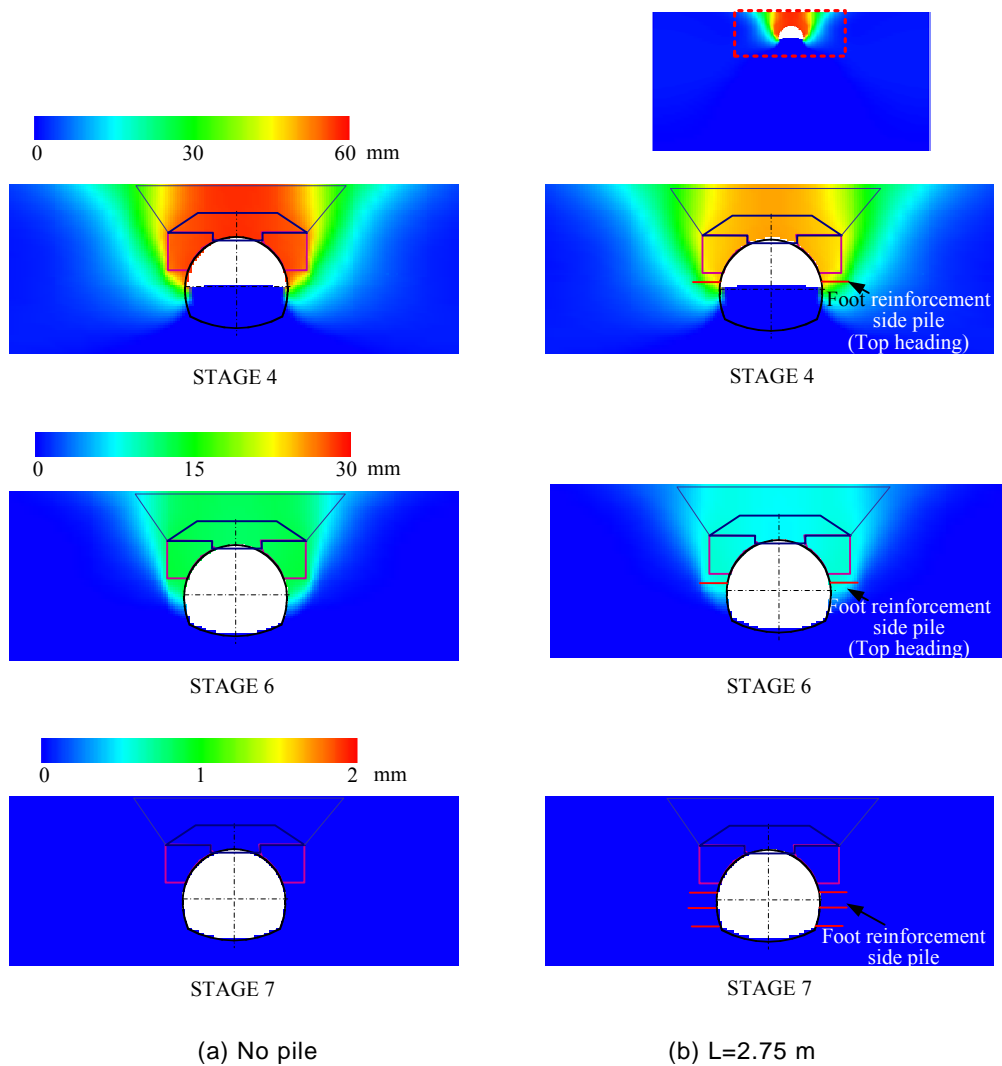 0 30 60 mm
Foot reinforcement
side pile
(Top heading)
STAGE 4
STAGE 4
0 15 30 mm
Foot reinforcement
side pile
(Top heading)
STAGE 6
STAGE 6
0 1 2 mm
Foot reinforcement
side pile
STAGE 7
STAGE 7
(a) No pile
(b) L=2.75 m